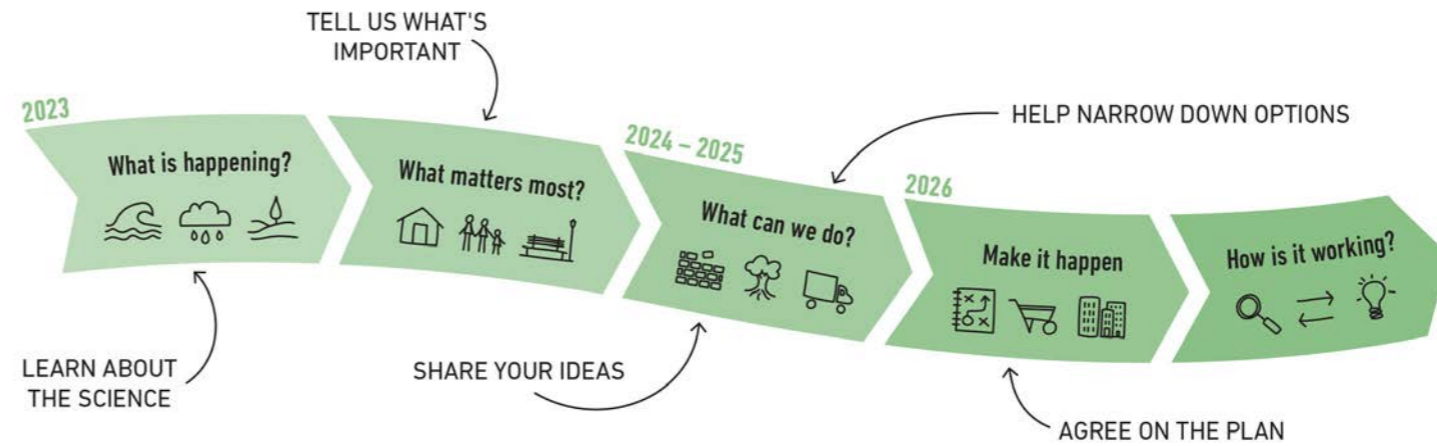 TELL US WHAT'S
IMPORTANT
HELP NARROW DOWN OPTIONS
2023
What is happening?
What matters most?
2024 – 2025
What can we do?
2026
Make it happen
How is it working?
LEARN ABOUT
THE SCIENCE
SHARE YOUR IDEAS
AGREE ON THE PLAN